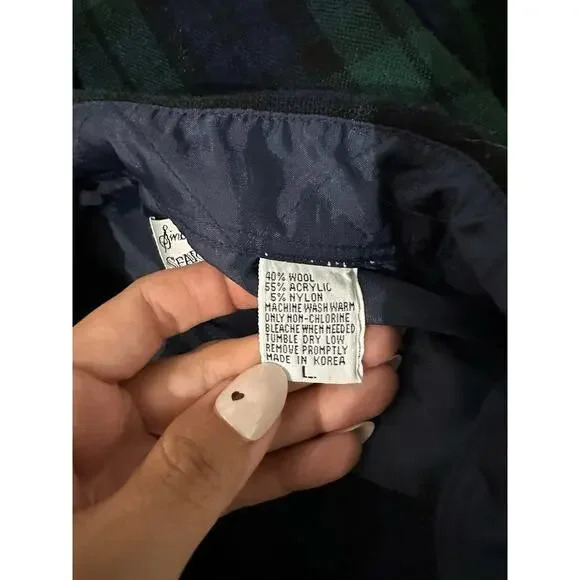 40% WOOL
55% ACRYLIC
5% NYLON
MACHINE WASH WARM
ONLY NON-CHLORINE
BLEACHE WHEN NEEDED
TUMBLE DRY LOW
REMOVE PROMPTLY
MADE IN KOREA
L